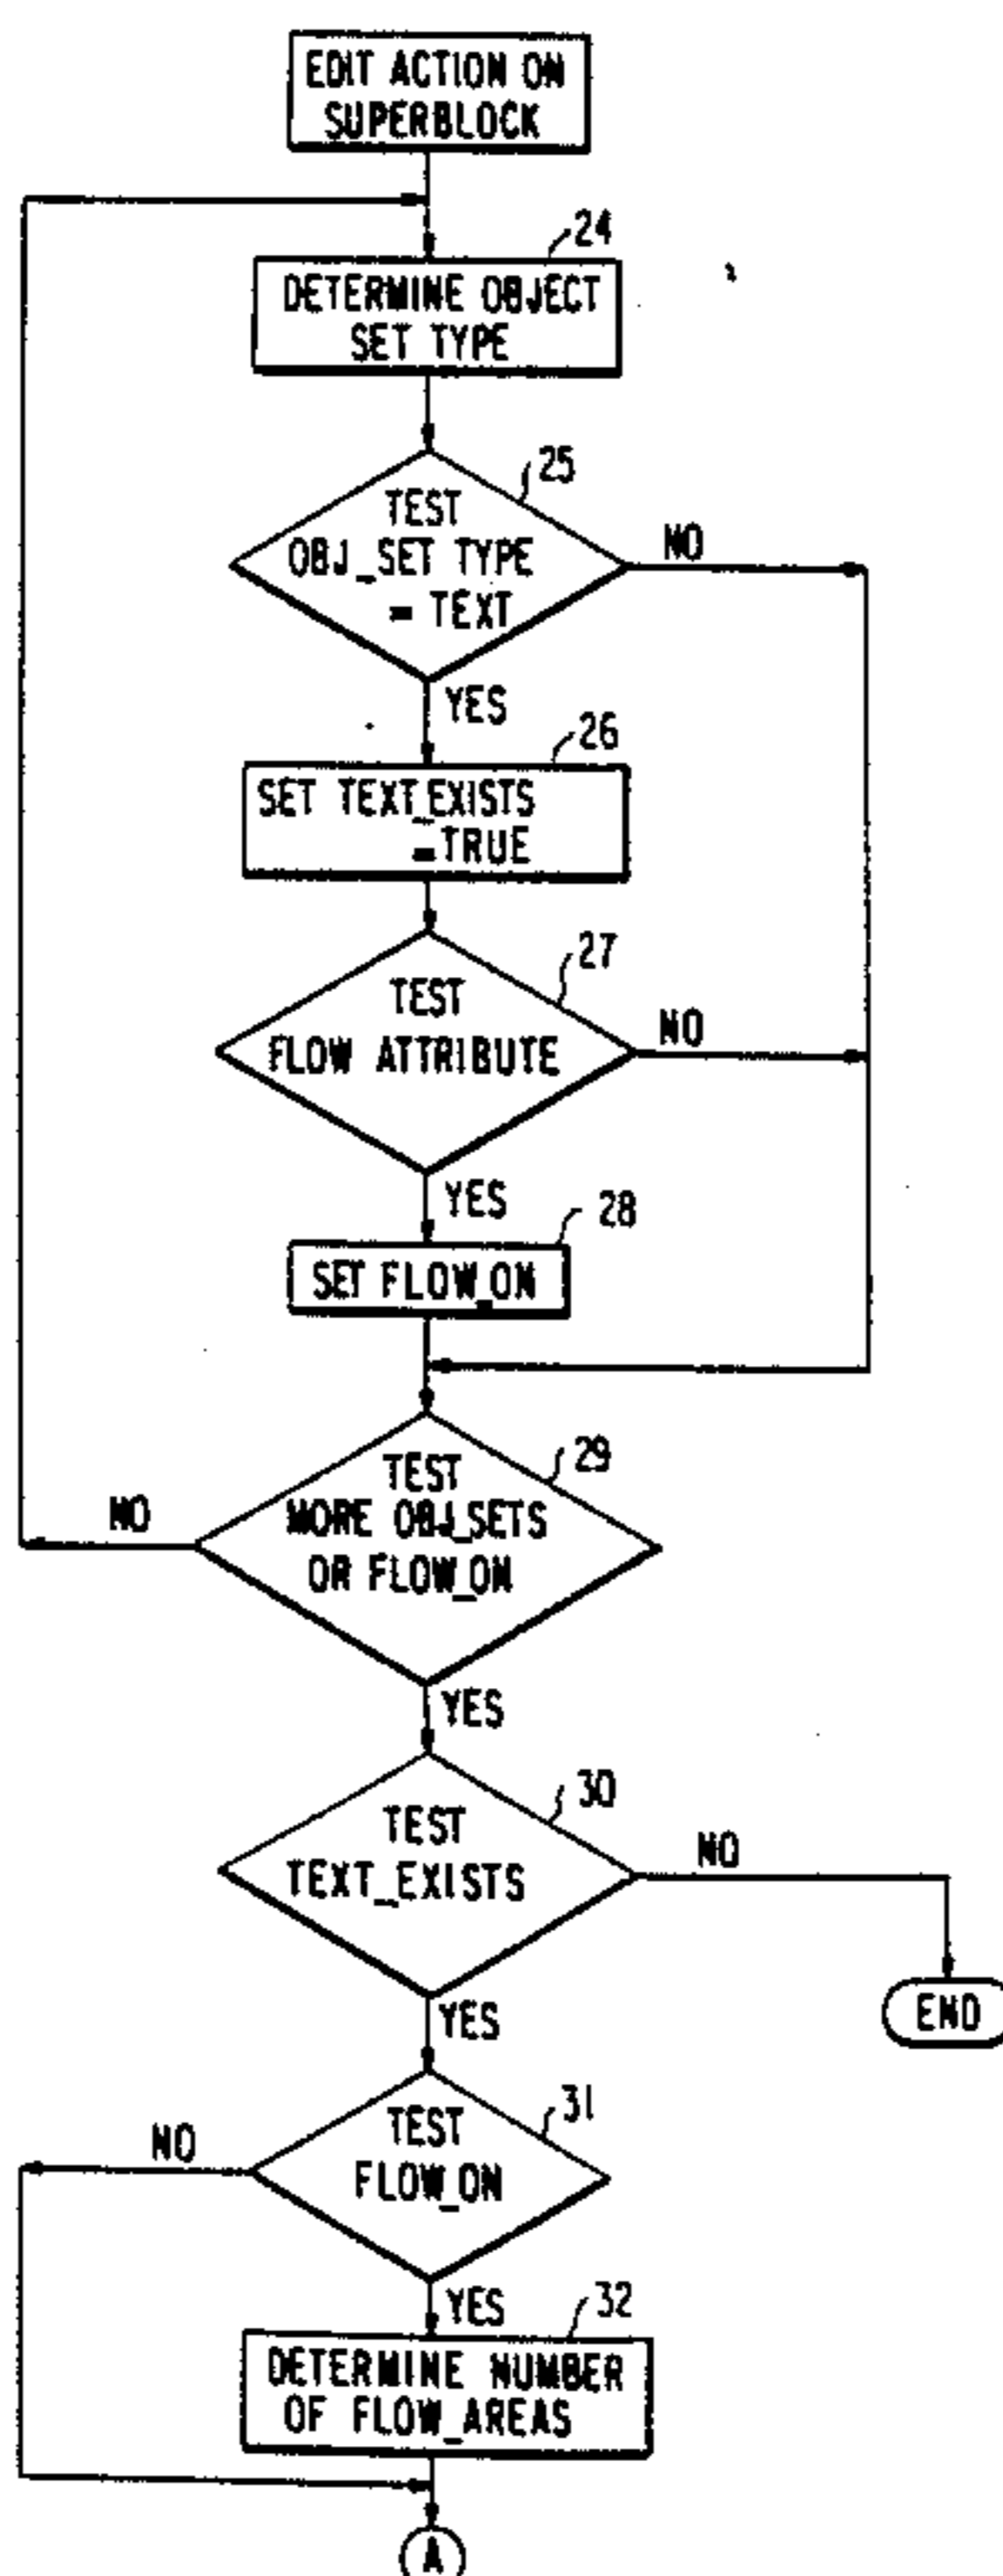 EDIT ACTION ON
SUPERBLOCK
24
DETERMINE OBJECT
SET TYPE
25
TEST
OBJ_SET TYPE
= TEXT
NO
YES
26
SET TEXT_EXISTS
=TRUE
27
TEST
FLOW ATTRIBUTE
NO
YES
28
SET FLOW_ON
29
TEST
MORE OBJ_SETS
OR FLOW_ON
NO
YES
30
TEST
TEXT_EXISTS
NO
END
YES
31
TEST
FLOW_ON
NO
YES
32
DETERMINE NUMBER
OF FLOW_AREAS
A